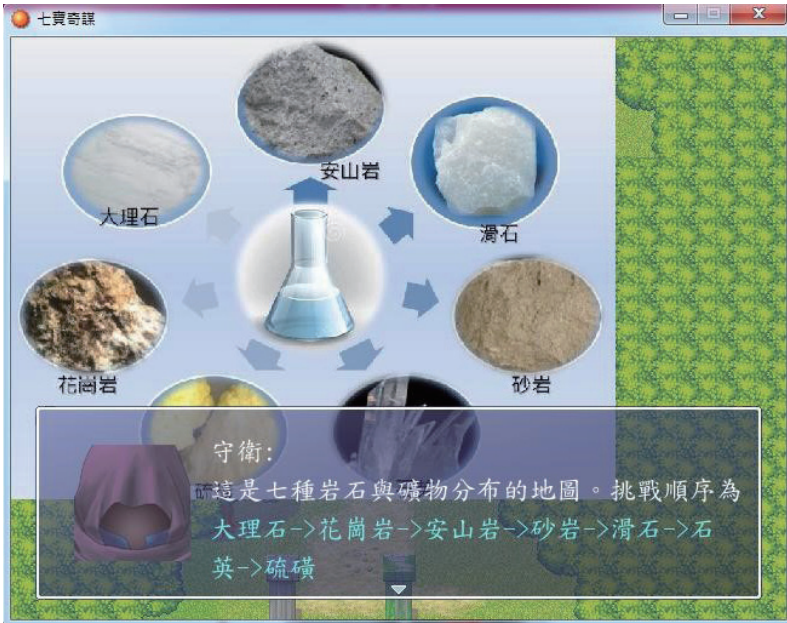 七寶奇謀
安山岩
大理石
滑石
花崗岩
砂岩
守衛:
這是七種岩石與礦物分布的地圖。挑戰順序為
大理石->花崗岩->安山岩->砂岩->滑石->石
英->硫磺